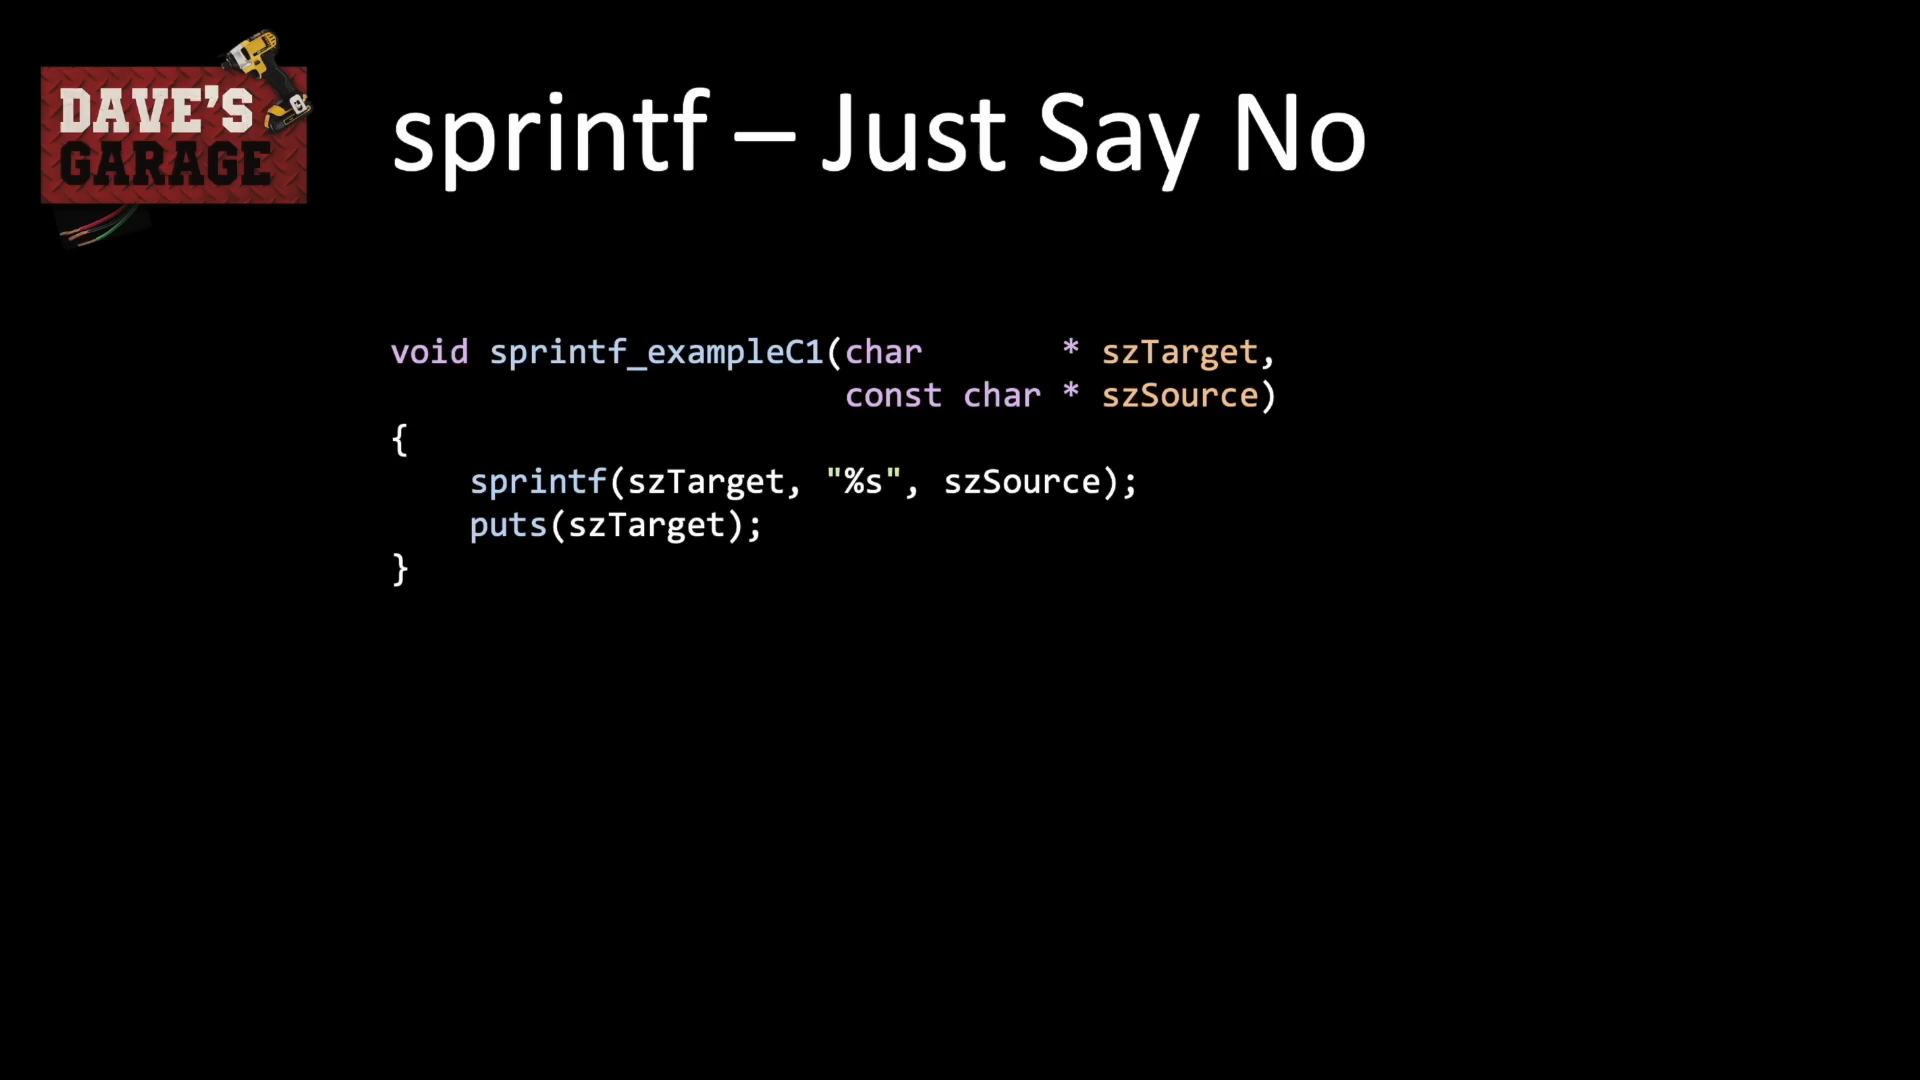 DAVE'S
GARAGE
sprintf – Just Say No
void sprintf_exampleC1(char       * szTarget,
                       const char * szSource)
{
    sprintf(szTarget, "%s", szSource);
    puts(szTarget);
}